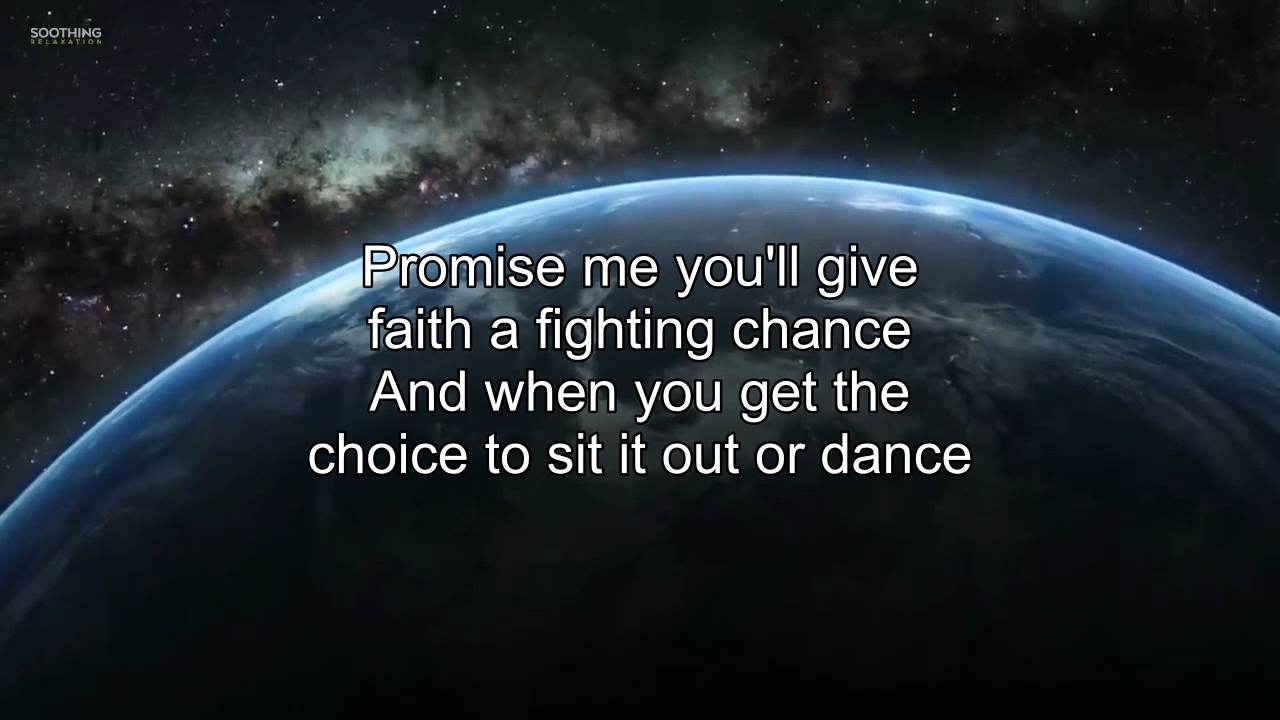 SOOTHING
RELAXATION
Promise me you'll give
faith a fighting chance
And when you get the
choice to sit it out or dance